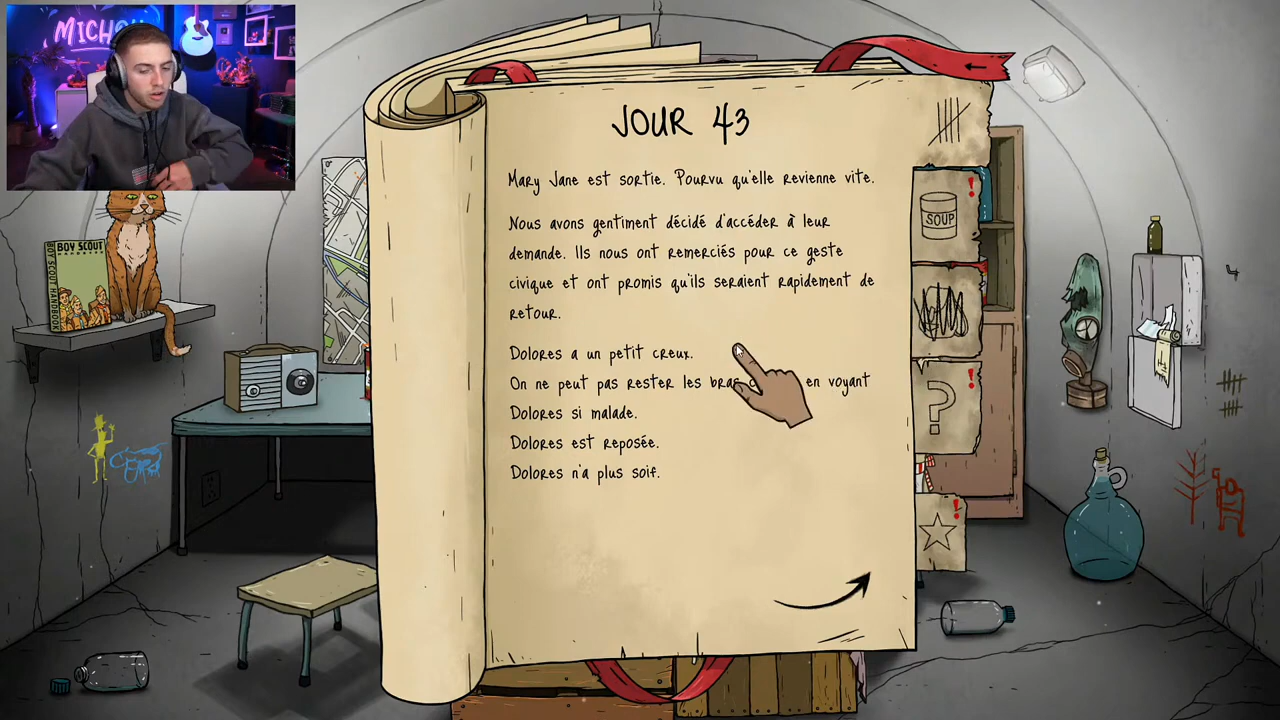 MICHOU
JOUR 43
Mary Jane est sortie. Pourvu qu'elle revienne vite.
Nous avons gentiment décidé d'accéder à leur
demande. Ils nous ont remerciés pour ce geste
civique et ont promis qu'ils seraient rapidement de
retour.
Dolores a un petit creux.
On ne peut pas rester les bras en voyant
Dolores si malade.
Dolores est reposée.
Dolores n'a plus soif.
SOUP
!
?
!
!
BOY SCOUT
BOY SCOUT HANDBOOK